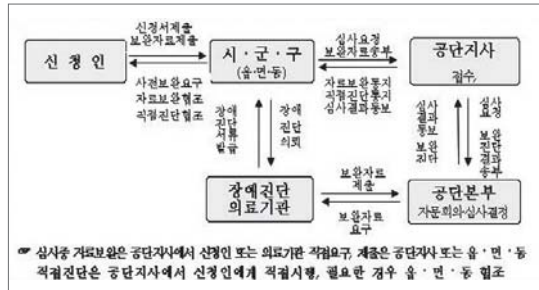 신청서제출
보완자료제출
신 청 인
사전보완요구
자료보완협조
직접진단협조
시 · 군 · 구
(읍 · 면 · 동)
심사요청
보완자료송부
자료보완통지
직접진단통지
심사결과통보
공단지사
접수,
장애
진단
서류
발급
장애
진단
의뢰
심사
결과
통보
보완
진단
심사
요청
보완
진단
결과
송부
장애진단
의료기관
보완자료
제출
보완자료
요구
공단본부
자문회의·심사결정
☞ 심사중 자료보완은 공단지사에서 신청인 또는 의료기관 직접요구, 제출은 공단지사 또는 읍 · 면 · 동
직접진단은 공단지사에서 신청인에게 직접시행, 필요한 경우 읍 · 면 · 동 협조